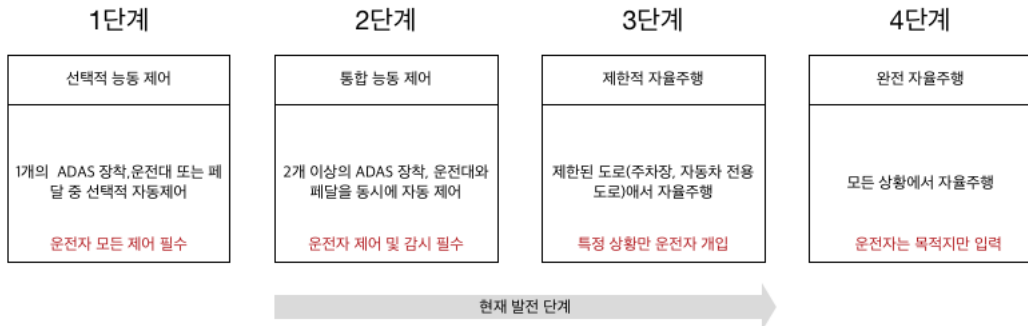 1단계
선택적 능동 제어
1개의 ADAS 장착,운전대 또는 페
달 중 선택적 자동제어
운전자 모든 제어 필수
2단계
통합 능동 제어
2개 이상의 ADAS 장착, 운전대와
페달을 동시에 자동 제어
운전자 제어 및 감시 필수
3단계
제한적 자율주행
제한된 도로(주차장, 자동차 전용
도로)애서 자율주행
특정 상황만 운전자 개입
4단계
완전 자율주행
모든 상황에서 자율주행
운전자는 목적지만 입력
현재 발전 단계